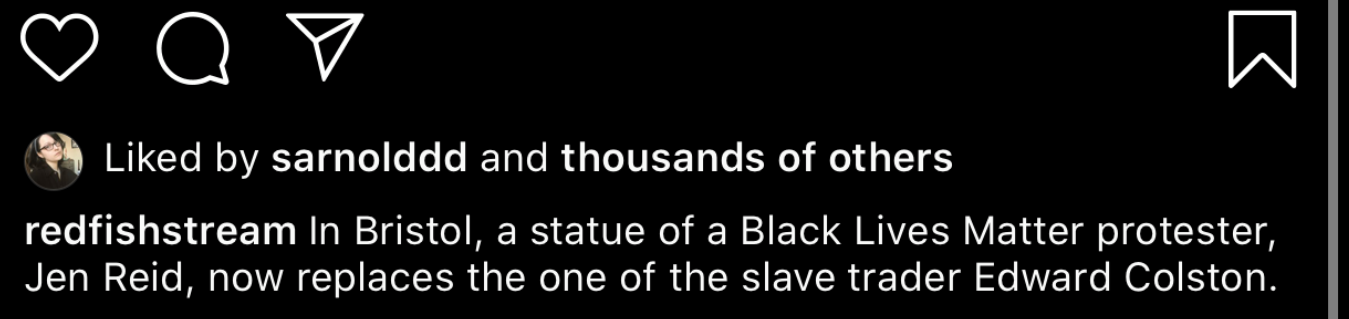 Liked by sarnolddd and thousands of others
redfishstream In Bristol, a statue of a Black Lives Matter protester,
Jen Reid, now replaces the one of the slave trader Edward Colston.